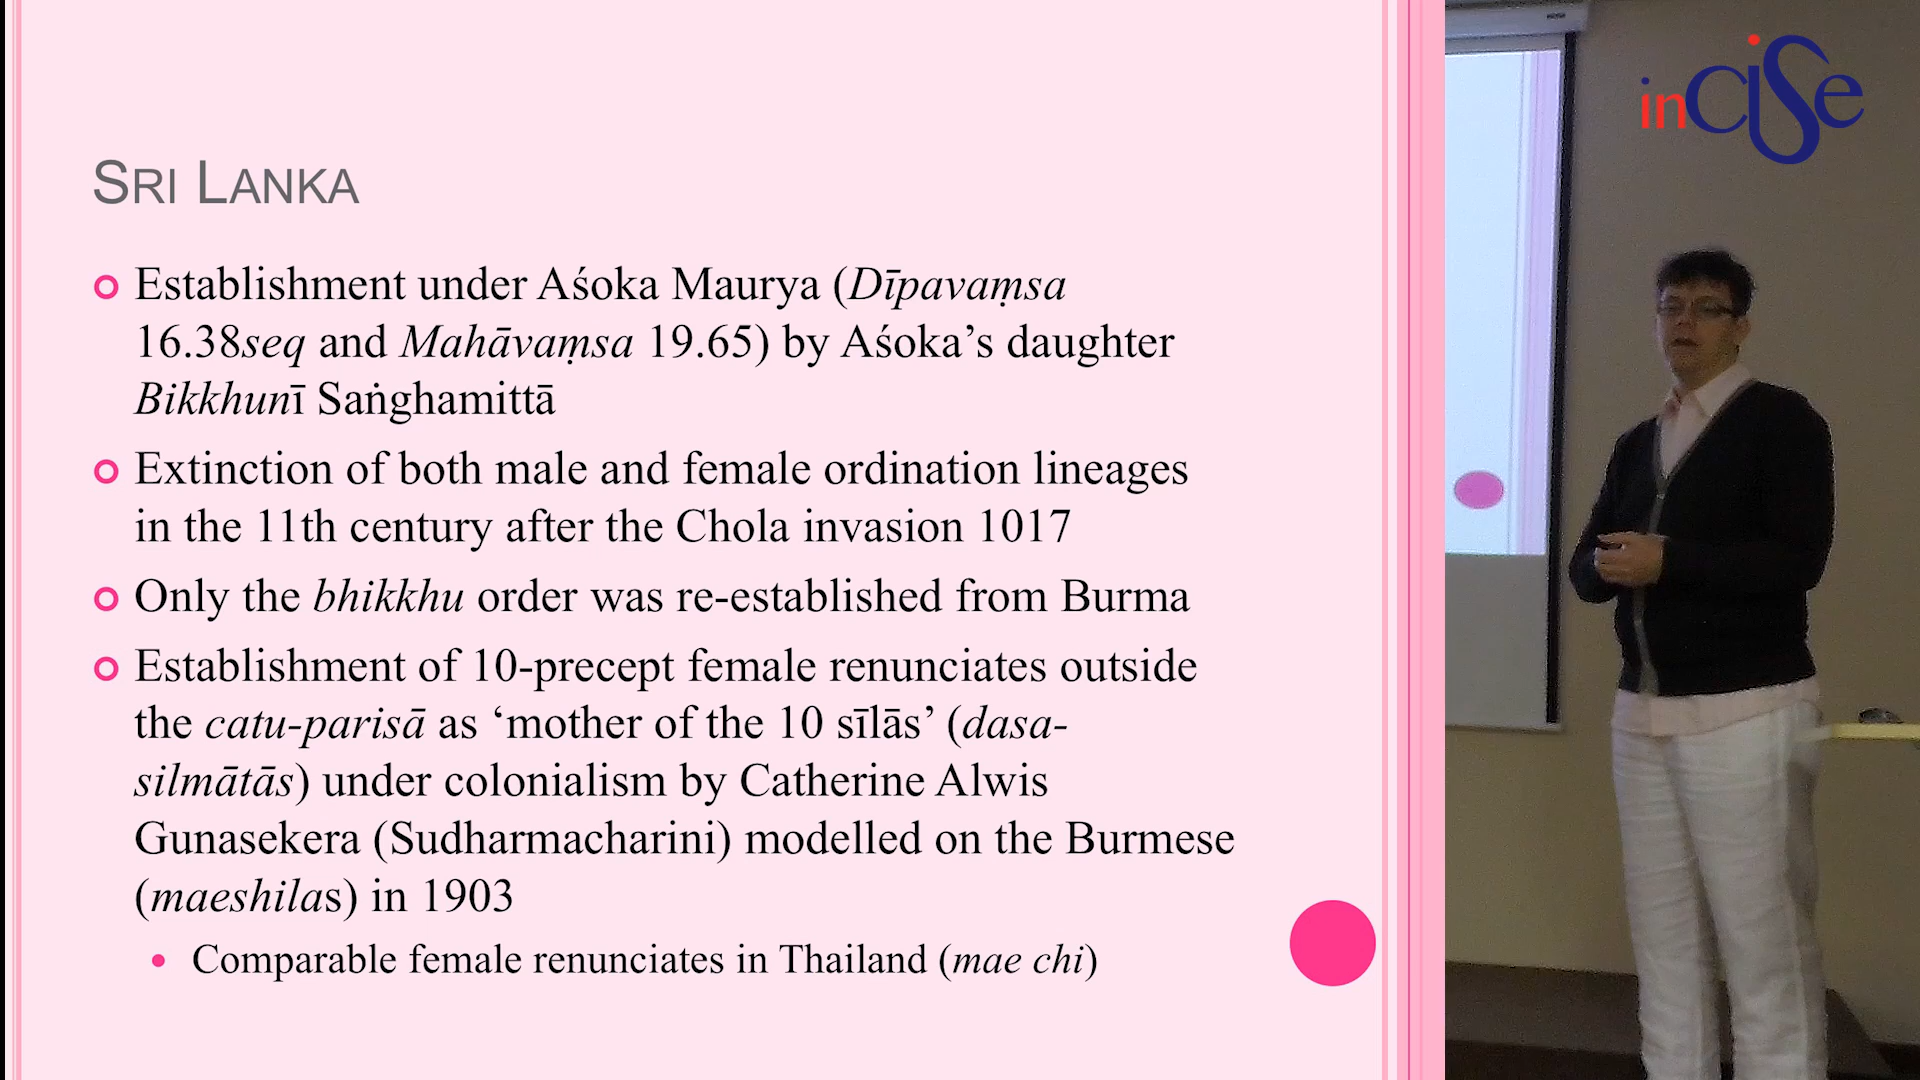 SRI LANKA
Establishment under Aśoka Maurya (Dīpavaṃsa
16.38seq and Mahāvaṃsa 19.65) by Aśoka’s daughter
Bikkhunī Saṅghamittā
Extinction of both male and female ordination lineages
in the 11th century after the Chola invasion 1017
Only the bhikkhu order was re-established from Burma
Establishment of 10-precept female renunciates outside
the catu-parisā as ‘mother of the 10 sīlās’ (dasa-
silmātās) under colonialism by Catherine Alwis
Gunasekera (Sudharmacharini) modelled on the Burmese
(maeshilas) in 1903
Comparable female renunciates in Thailand (mae chi)
inCISe